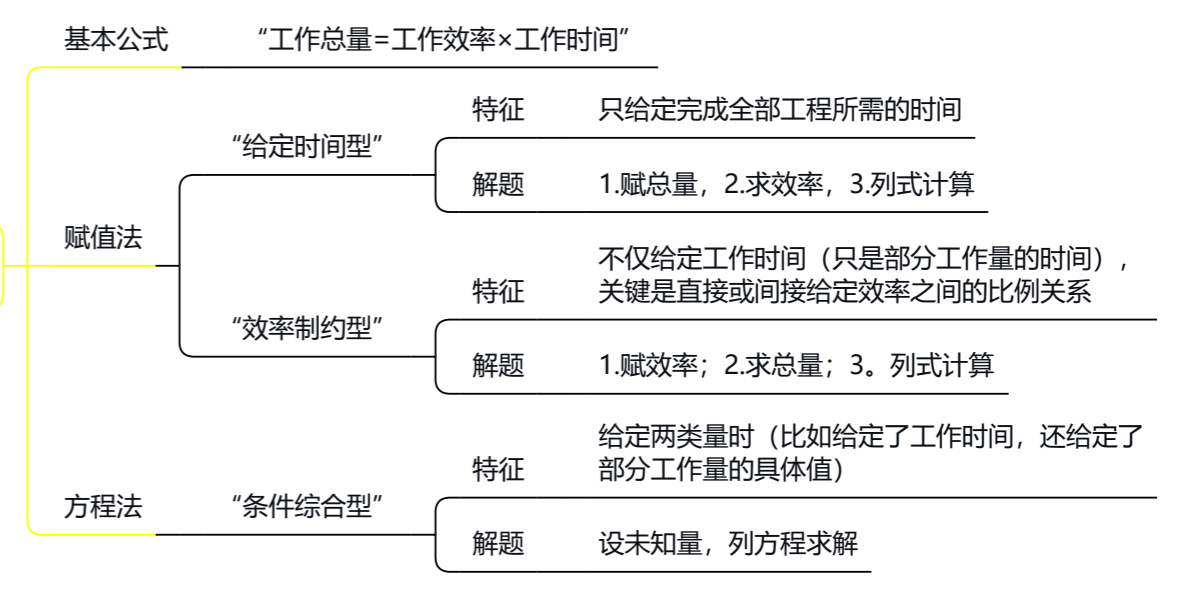 基本公式
“工作总量=工作效率×工作时间”
赋值法
“给定时间型”
特征
只给定完成全部工程所需的时间
解题
1.赋总量，2.求效率，3.列式计算
“效率制约型”
特征
不仅给定工作时间（只是部分工作量的时间），
关键是直接或间接给定效率之间的比例关系
解题
1.赋效率；2.求总量；3。列式计算
方程法
“条件综合型”
特征
给定两类量时（比如给定了工作时间，还给定了
部分工作量的具体值）
解题
设未知量，列方程求解